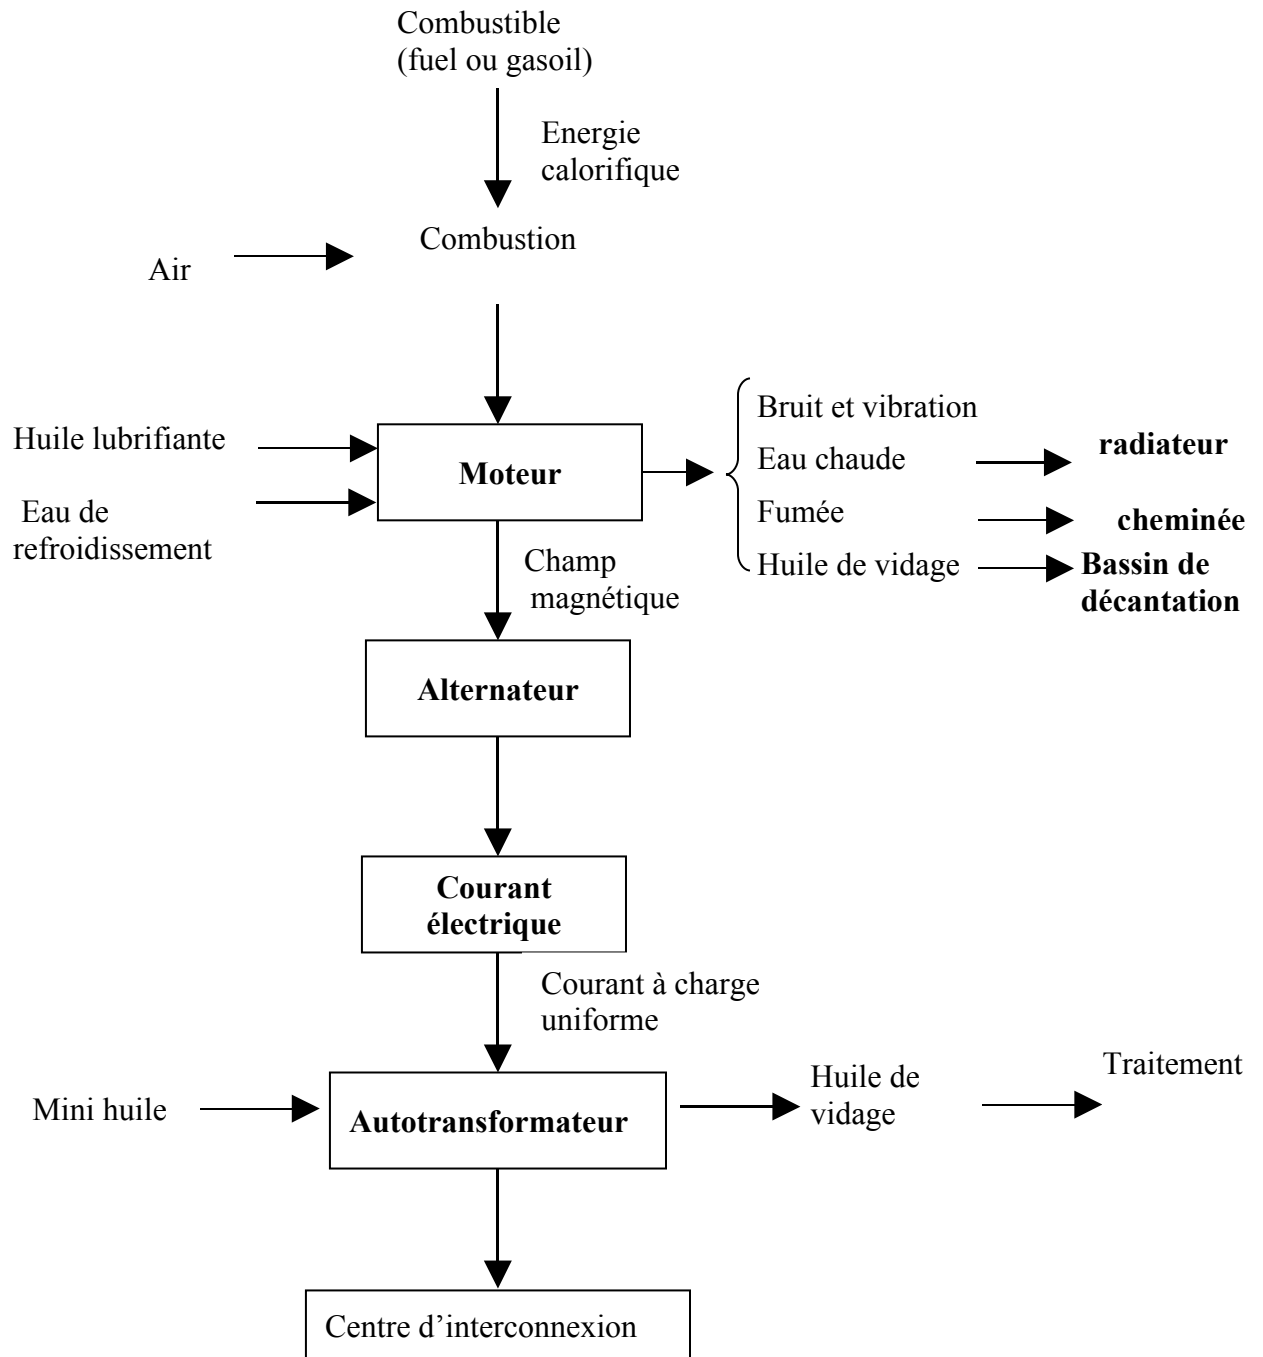 Combustible
(fuel ou gasoil)
Energie
calorifique
Combustion
Air
Huile lubrifiante
Eau de
refroidissement
Moteur
Bruit et vibration
Eau chaude
radiateur
Fumée
cheminée
Huile de vidage
Bassin de
décantation
Champ
magnétique
Alternateur
Courant
électrique
Courant à charge
uniforme
Mini huile
Autotransformateur
Huile de
vidage
Traitement
Centre d’interconnexion